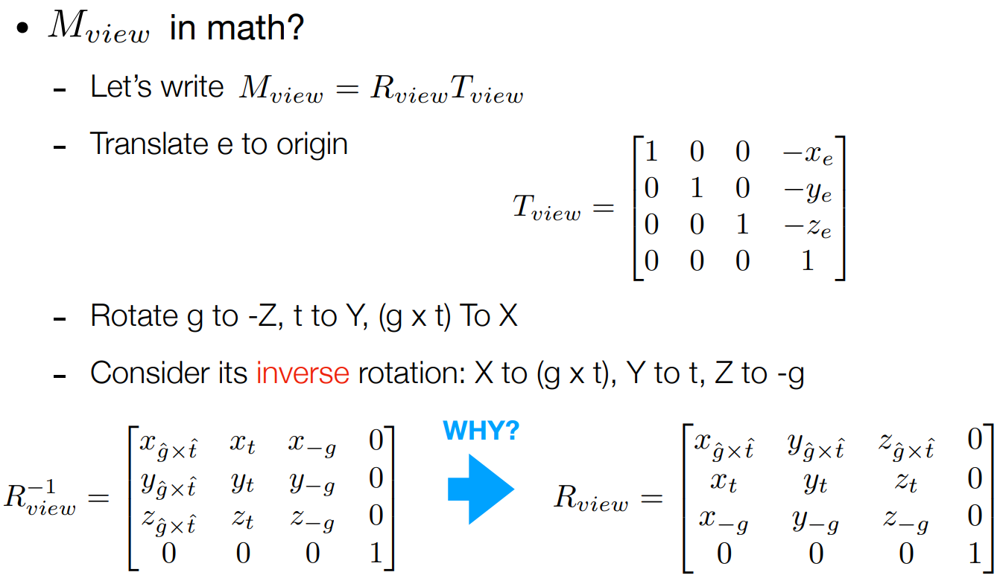 • M_{view} in math?
- Let’s write M_{view} = R_{view}T_{view}
- Translate e to origin
T_{view} = \begin{bmatrix} 1 & 0 & 0 & -x_e \\ 0 & 1 & 0 & -y_e \\ 0 & 0 & 1 & -z_e \\ 0 & 0 & 0 & 1 \end{bmatrix}
- Rotate g to -Z, t to Y, (g x t) To X
- Consider its inverse rotation: X to (g x t), Y to t, Z to -g
R_{view}^{-1} = \begin{bmatrix} x_{\hat{g}\times\hat{t}} & x_t & x_{-g} & 0 \\ y_{\hat{g}\times\hat{t}} & y_t & y_{-g} & 0 \\ z_{\hat{g}\times\hat{t}} & z_t & z_{-g} & 0 \\ 0 & 0 & 0 & 1 \end{bmatrix}
WHY?
R_{view} = \begin{bmatrix} x_{\hat{g}\times\hat{t}} & y_{\hat{g}\times\hat{t}} & z_{\hat{g}\times\hat{t}} & 0 \\ x_t & y_t & z_t & 0 \\ x_{-g} & y_{-g} & z_{-g} & 0 \\ 0 & 0 & 0 & 1 \end{bmatrix}